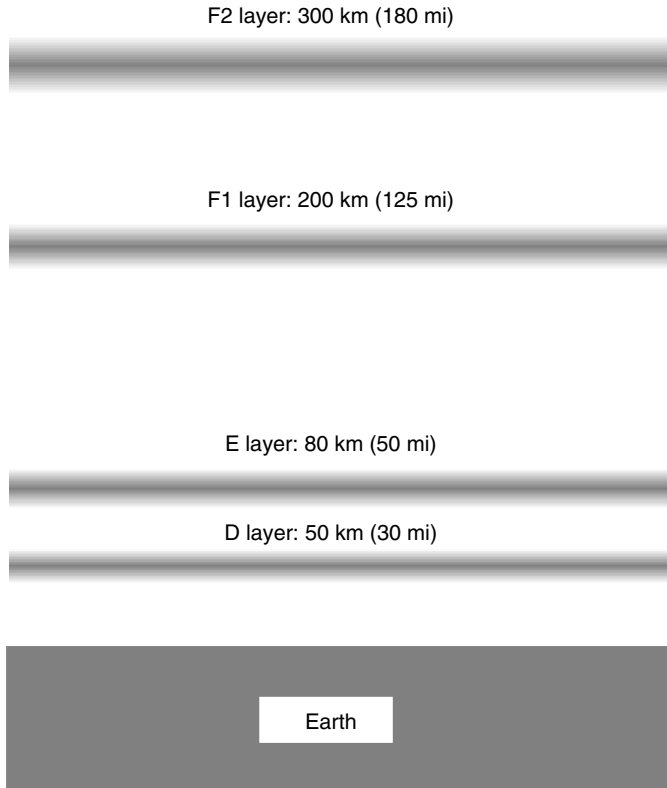 F2 layer: 300 km (180 mi)
F1 layer: 200 km (125 mi)
E layer: 80 km (50 mi)
D layer: 50 km (30 mi)
Earth